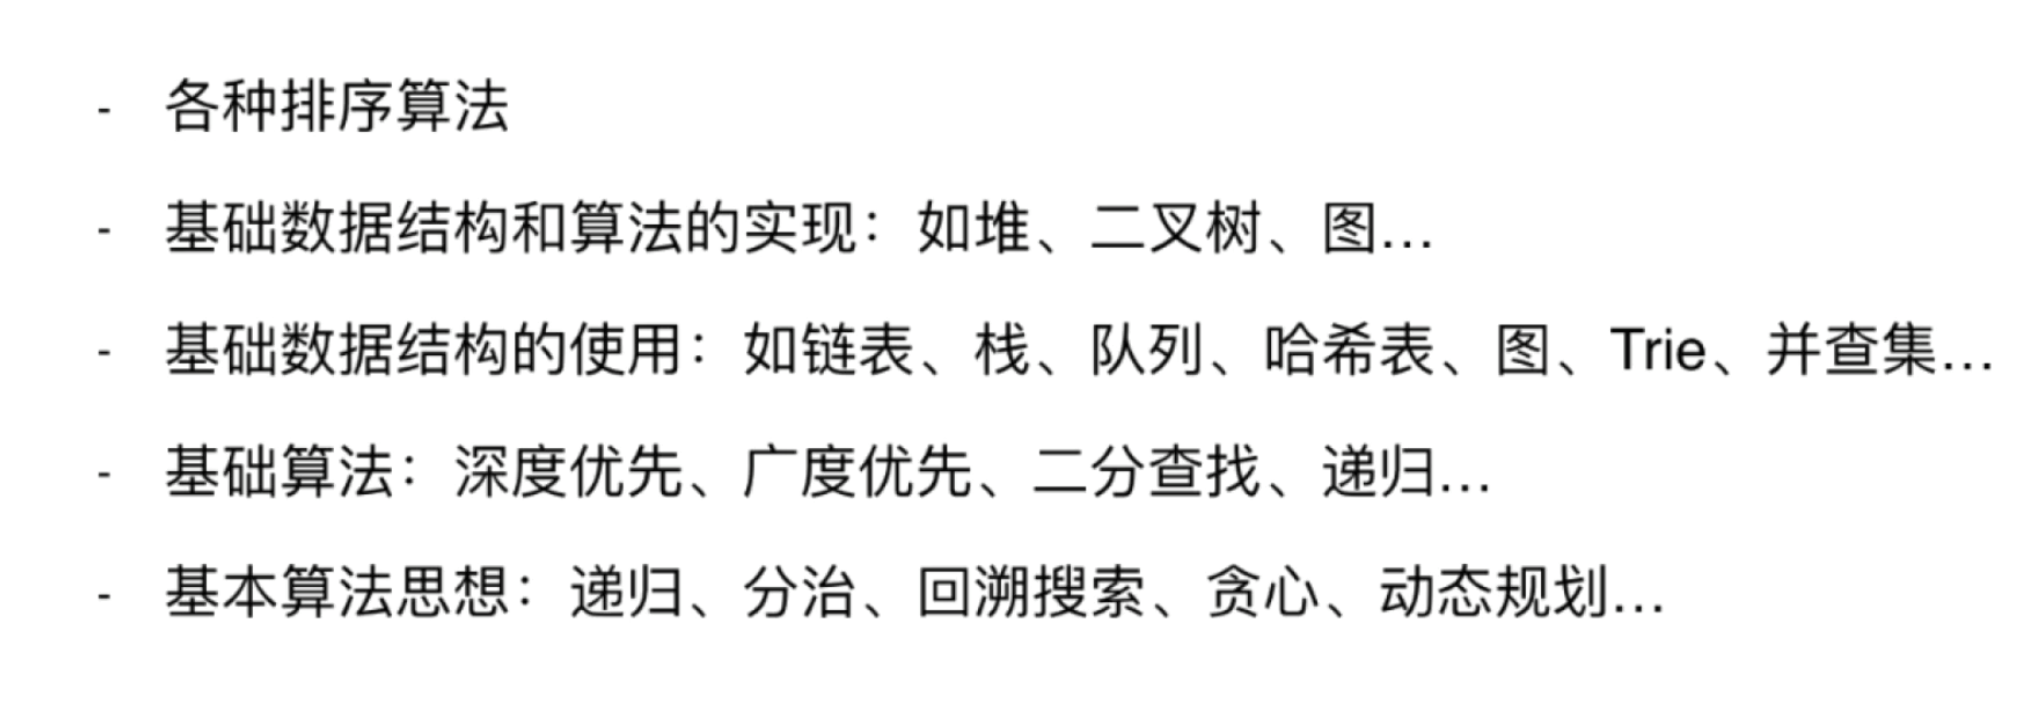 - 各种排序算法
- 基础数据结构和算法的实现：如堆、二叉树、图...
- 基础数据结构的使用：如链表、栈、队列、哈希表、图、Trie、并查集...
- 基础算法：深度优先、广度优先、二分查找、递归...
- 基本算法思想：递归、分治、回溯搜索、贪心、动态规划...